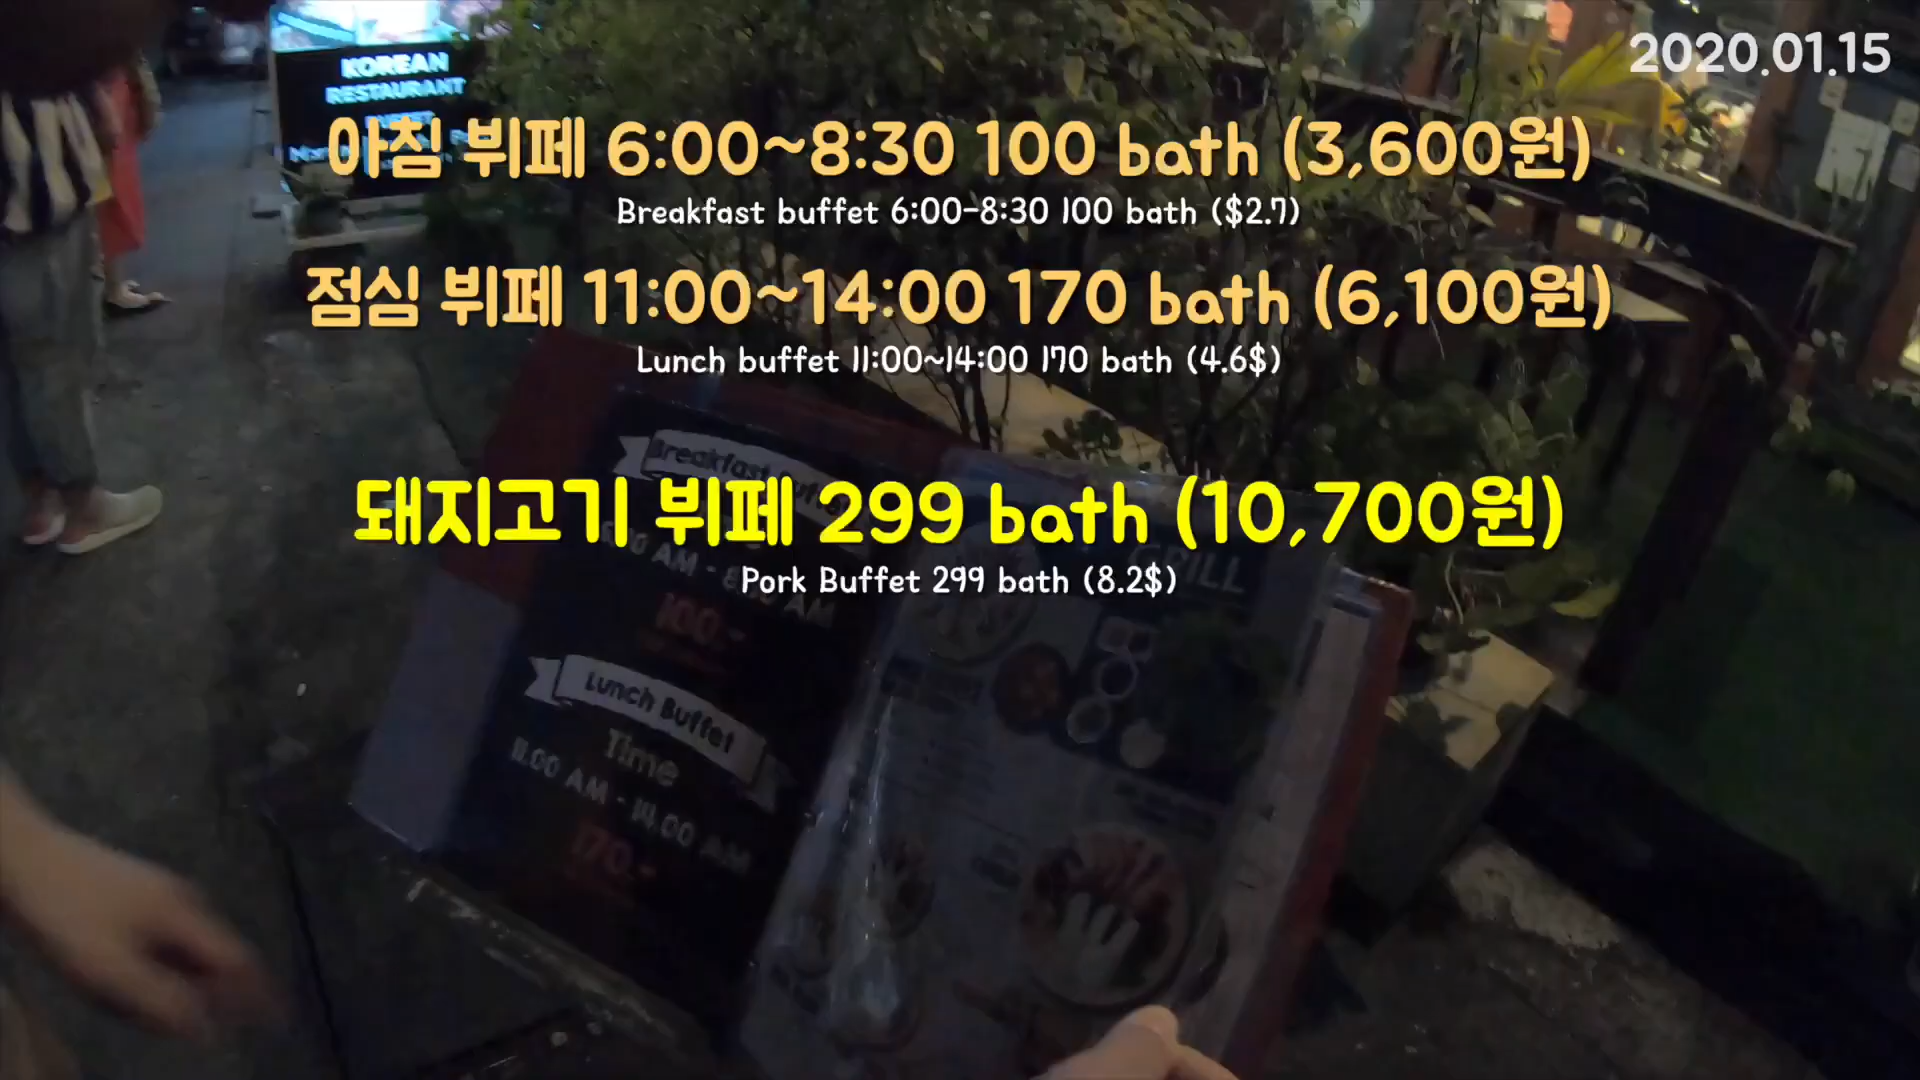 2020.01.15
KOREAN
RESTAURANT
아침 뷔페 6:00~8:30 100 bath (3,600원)
Breakfast buffet 6:00-8:30 100 bath ($2.7)
점심 뷔페 11:00~14:00 170 bath (6,100원)
Lunch buffet 11:00~14:00 170 bath (4.6$)
돼지고기 뷔페 299 bath (10,700원)
Pork Buffet 299 bath (8.2$)
Breakfast
AM -
AM
100.-
GRILL
Lunch Buffet
Time
11.00 AM - 14.00 AM
170.-